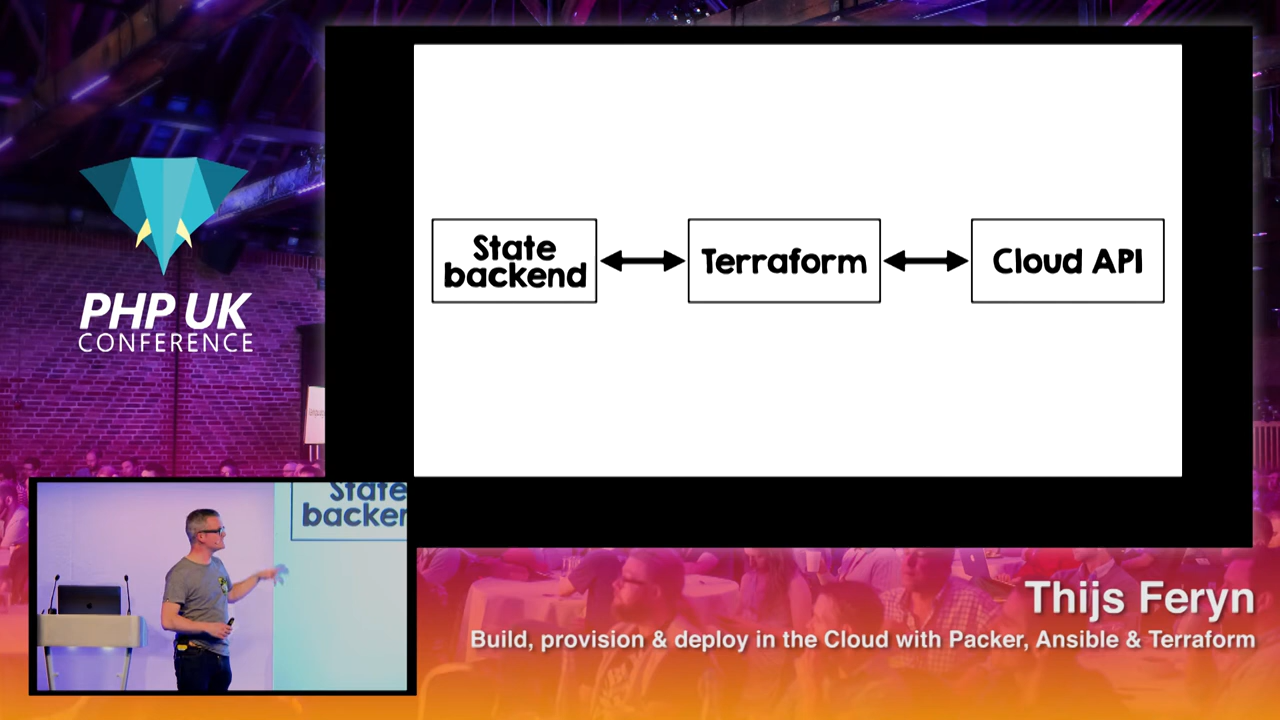 State
backend
Terraform
Cloud API
PHP UK
CONFERENCE
State
Thijs Feryn
Build, provision & deploy in the Cloud with Packer, Ansible & Terraform